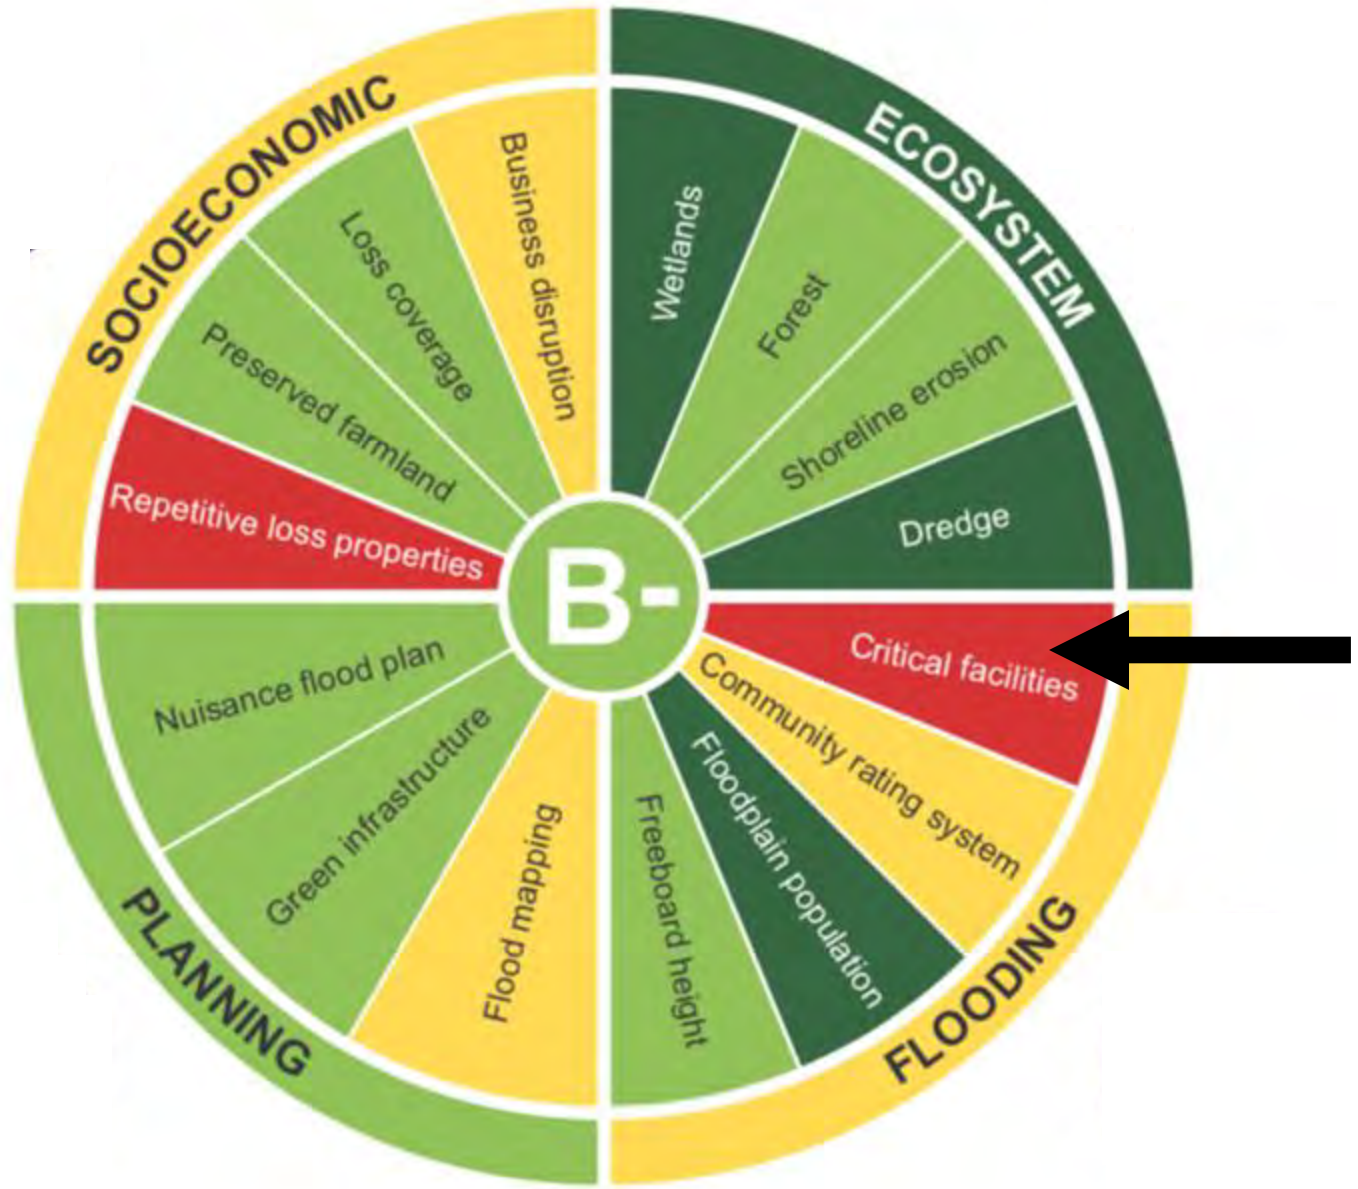 SOCIOECONOMIC
Business disruption
Loss coverage
Preserved farmland
Repetitive loss properties
ECOSYSTEM
Wetlands
Forest
Shoreline erosion
Dredge
B-
Critical facilities
Community rating system
Floodplain population
Freeboard height
FLOODING
Nuisance flood plan
Green infrastructure
Flood mapping
PLANNING